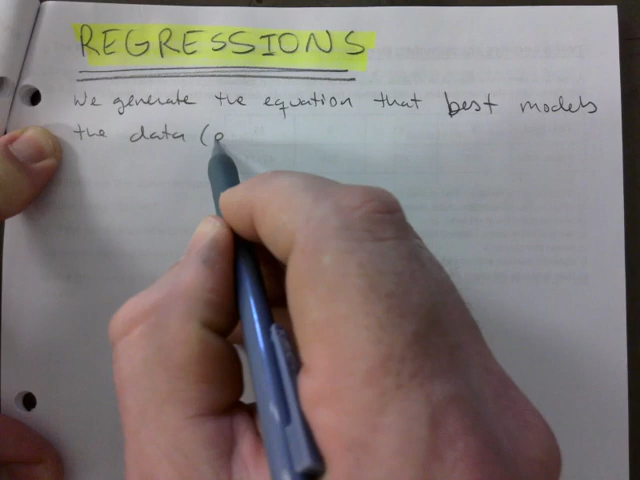 REGRESSIONS
We generate the equation that best models
the data (